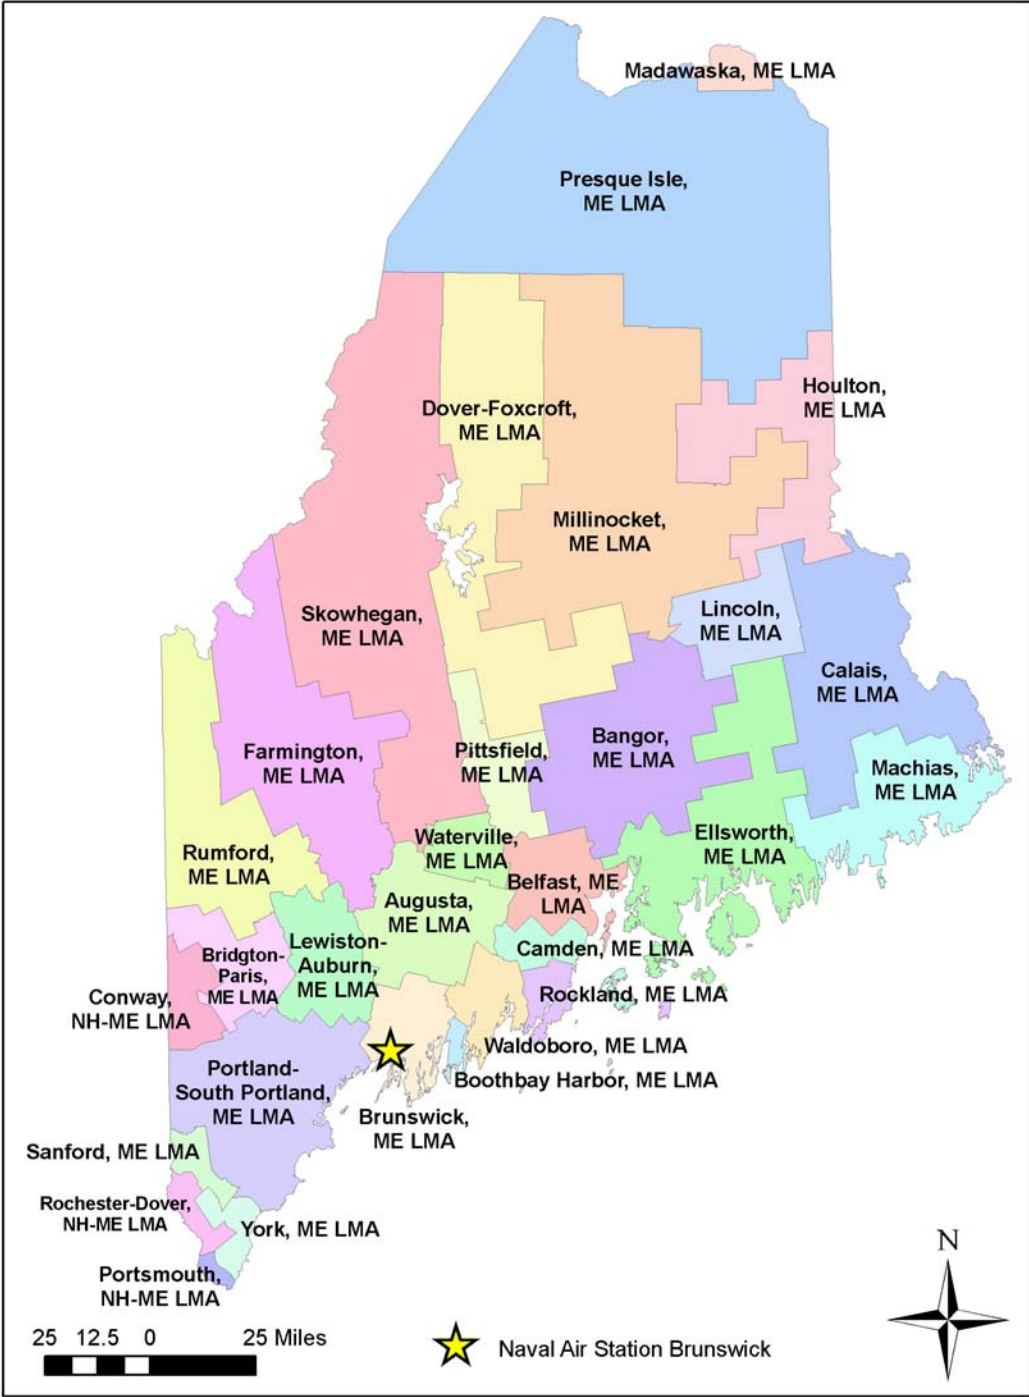 Madawaska, ME LMA
Presque Isle,
ME LMA
Houlton,
ME LMA
Dover-Foxcroft,
ME LMA
Millinocket,
ME LMA
Lincoln,
ME LMA
Skowhegan,
ME LMA
Calais,
ME LMA
Farmington,
ME LMA
Pittsfield,
ME LMA
Bangor,
ME LMA
Machias,
ME LMA
Waterville,
ME LMA
Ellsworth,
ME LMA
Rumford,
ME LMA
Augusta,
ME LMA
Belfast, ME
LMA
Lewiston-
Auburn,
ME LMA
Camden, ME LMA
Bridgton-
Paris,
ME LMA
Conway,
NH-ME LMA
Rockland, ME LMA
Waldoboro, ME LMA
Portland-
South Portland,
ME LMA
Boothbay Harbor, ME LMA
Brunswick,
ME LMA
Sanford, ME LMA
Rochester-Dover,
NH-ME LMA
York, ME LMA
Portsmouth,
NH-ME LMA
N
25 12.5 0 25 Miles
Naval Air Station Brunswick